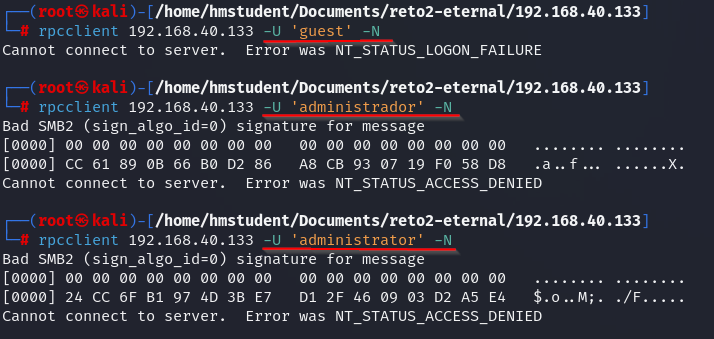 ┌──(root㉿kali)-[/home/hmstudent/Documents/reto2-eternal/192.168.40.133]
└─# rpcclient 192.168.40.133 -U 'guest' -N
Cannot connect to server.  Error was NT_STATUS_LOGON_FAILURE
┌──(root㉿kali)-[/home/hmstudent/Documents/reto2-eternal/192.168.40.133]
└─# rpcclient 192.168.40.133 -U 'administrador' -N
Bad SMB2 (sign_algo_id=0) signature for message
[0000] 00 00 00 00 00 00 00 00   00 00 00 00 00 00 00 00   ........ ........
[0000] CC 61 89 0B 66 B0 D2 86   A8 CB 93 07 19 F0 58 D8   .a..f... ......X.
Cannot connect to server.  Error was NT_STATUS_ACCESS_DENIED
┌──(root㉿kali)-[/home/hmstudent/Documents/reto2-eternal/192.168.40.133]
└─# rpcclient 192.168.40.133 -U 'administrator' -N
Bad SMB2 (sign_algo_id=0) signature for message
[0000] 00 00 00 00 00 00 00 00   00 00 00 00 00 00 00 00   ........ ........
[0000] 24 CC 6F B1 97 4D 3B E7   D1 2F 46 09 03 D2 A5 E4   $.o..M;. ./F.....
Cannot connect to server.  Error was NT_STATUS_ACCESS_DENIED